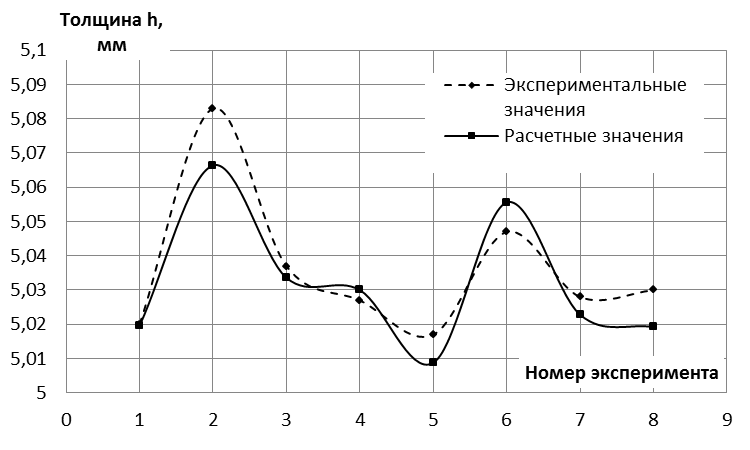 Толщина h,
мм
5,1
5,09
5,08
5,07
5,06
5,05
5,04
5,03
5,02
5,01
5
Экспериментальные
значения
Расчетные значения
Номер эксперимента
0 1 2 3 4 5 6 7 8 9